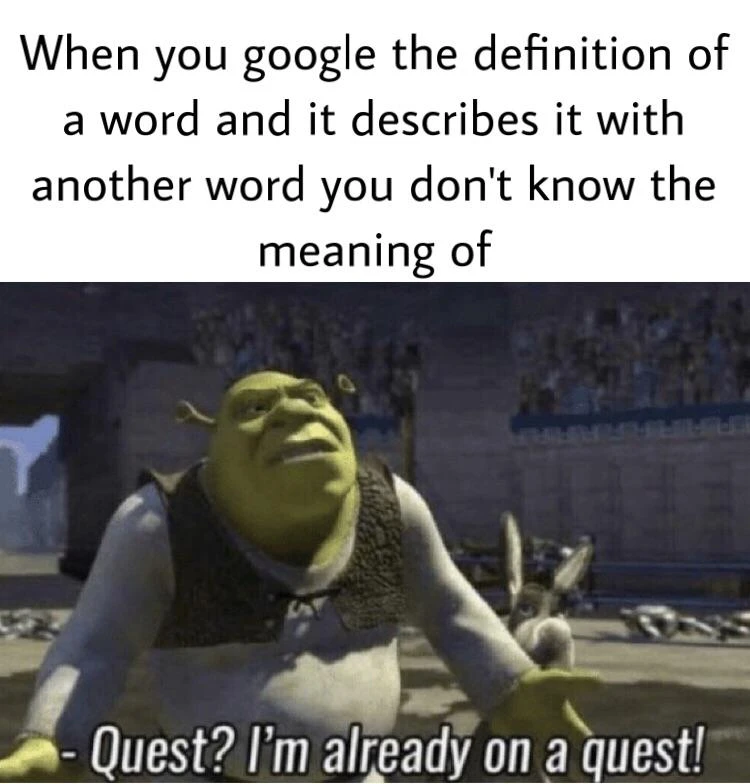 When you google the definition of
a word and it describes it with
another word you don't know the
meaning of
- Quest? I'm already on a quest!